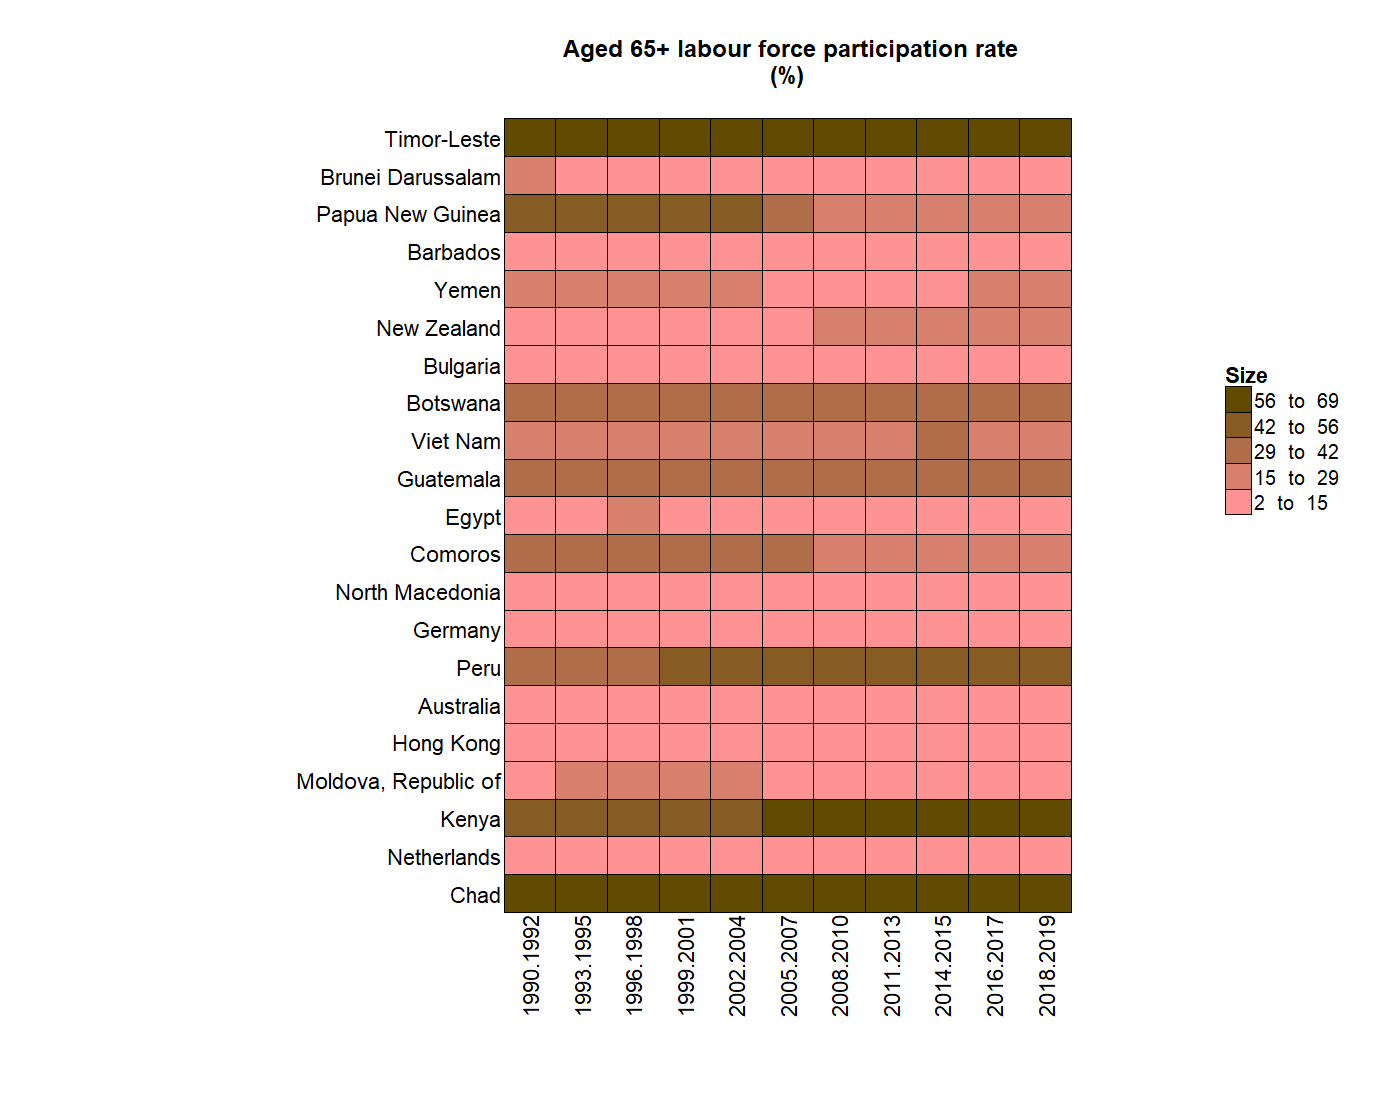 Aged 65+ labour force participation rate
(%)
Timor-Leste
Brunei Darussalam
Papua New Guinea
Barbados
Yemen
New Zealand
Bulgaria
Botswana
Viet Nam
Guatemala
Egypt
Comoros
North Macedonia
Germany
Peru
Australia
Hong Kong
Moldova, Republic of
Kenya
Netherlands
Chad
1990.1992
1993.1995
1996.1998
1999.2001
2002.2004
2005.2007
2008.2010
2011.2013
2014.2015
2016.2017
2018.2019
Size
56 to 69
42 to 56
29 to 42
15 to 29
2 to 15